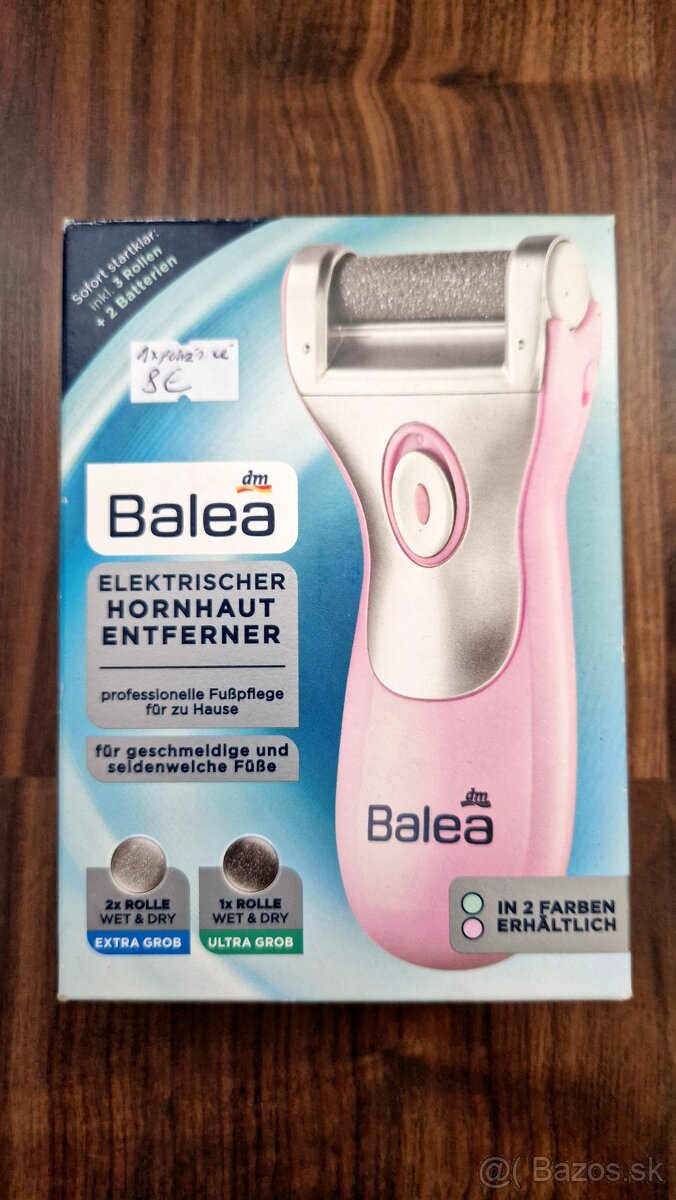 Sofort startklar:
inkl. 3 Rollen
+ 2 Batterien
dm
Balea
ELEKTRISCHER
HORNHAUT
ENTFERNER
professionelle Fußpflege
für zu Hause
für geschmeidige und
seidenweiche Füße
dm
Balea
2x ROLLE
WET & DRY
EXTRA GROB
1x ROLLE
WET & DRY
ULTRA GROB
IN 2 FARBEN
ERHÄLTLICH
@( Bazos.sk